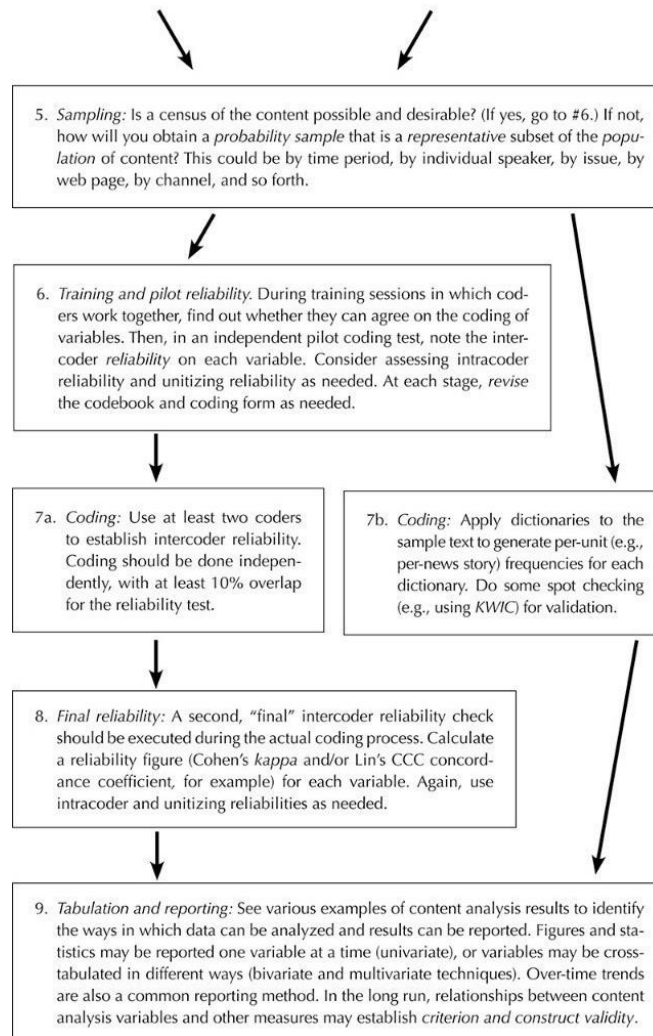 5. Sampling: Is a census of the content possible and desirable? (If yes, go to #6.) If not,
how will you obtain a probability sample that is a representative subset of the popu-
lation of content? This could be by time period, by individual speaker, by issue, by
web page, by channel, and so forth.
6. Training and pilot reliability. During training sessions in which cod-
ers work together, find out whether they can agree on the coding of
variables. Then, in an independent pilot coding test, note the inter-
coder reliability on each variable. Consider assessing intracoder
reliability and unitizing reliability as needed. At each stage, revise
the codebook and coding form as needed.
7a. Coding: Use at least two coders
to establish intercoder reliability.
Coding should be done indepen-
dently, with at least 10% overlap
for the reliability test.
7b. Coding: Apply dictionaries to the
sample text to generate per-unit (e.g.,
per-news story) frequencies for each
dictionary. Do some spot checking
(e.g., using KWIC) for validation.
8. Final reliability: A second, “final” intercoder reliability check
should be executed during the actual coding process. Calculate
a reliability figure (Cohen’s kappa and/or Lin’s CCC concord-
ance coefficient, for example) for each variable. Again, use
intracoder and unitizing reliabilities as needed.
9. Tabulation and reporting: See various examples of content analysis results to identify
the ways in which data can be analyzed and results can be reported. Figures and sta-
tistics may be reported one variable at a time (univariate), or variables may be cross-
tabulated in different ways (bivariate and multivariate techniques). Over-time trends
are also a common reporting method. In the long run, relationships between content
analysis variables and other measures may establish criterion and construct validity.